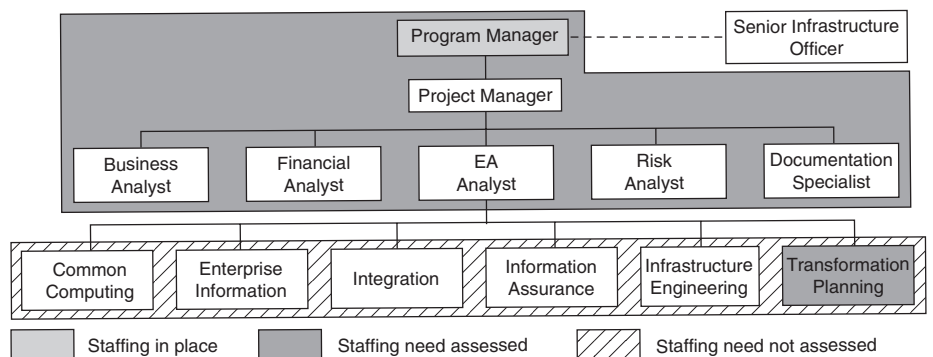 Program Manager
Senior Infrastructure
Officer
Project Manager
Business
Analyst
Financial
Analyst
EA
Analyst
Risk
Analyst
Documentation
Specialist
Common
Computing
Enterprise
Information
Integration
Information
Assurance
Infrastructure
Engineering
Transformation
Planning
Staffing in place
Staffing need assessed
Staffing need not assessed